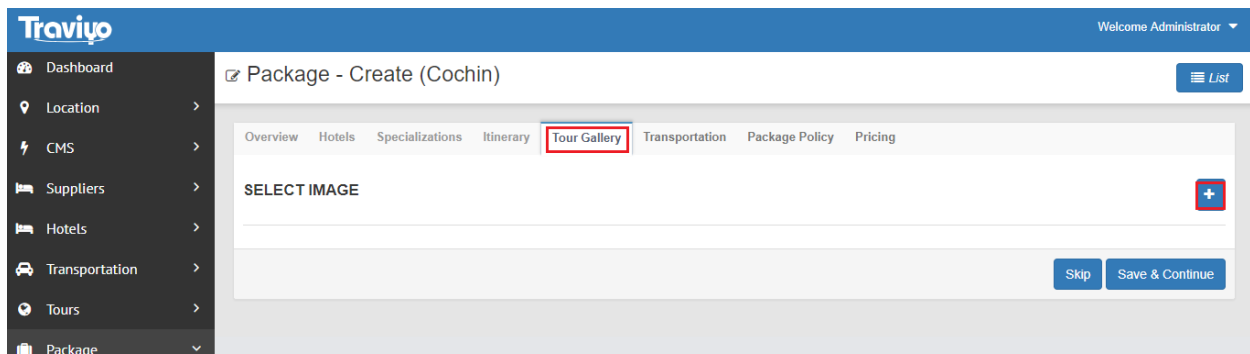 Traviyo
Welcome Administrator
Dashboard
Location
CMS
Suppliers
Hotels
Transportation
Tours
Package
Package - Create (Cochin)
List
Overview Hotels Specializations Itinerary Tour Gallery Transportation Package Policy Pricing
SELECT IMAGE
+
Skip Save & Continue